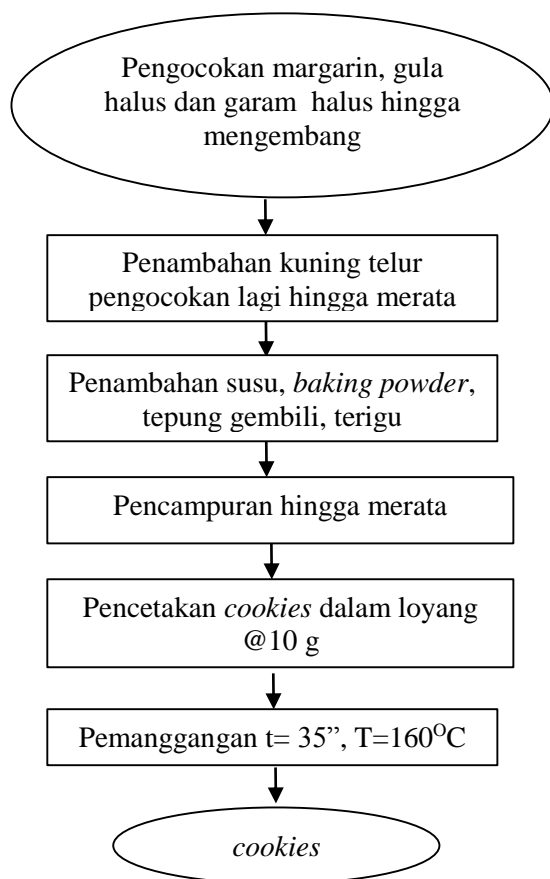 Pengocokan margarin, gula
halus dan garam halus hingga
mengembang
Penambahan kuning telur
pengocokan lagi hingga merata
Penambahan susu, baking powder,
tepung gembili, terigu
Pencampuran hingga merata
Pencetakan cookies dalam loyang
@10 g
Pemanggangan t= 35”, T=160⁰C
cookies